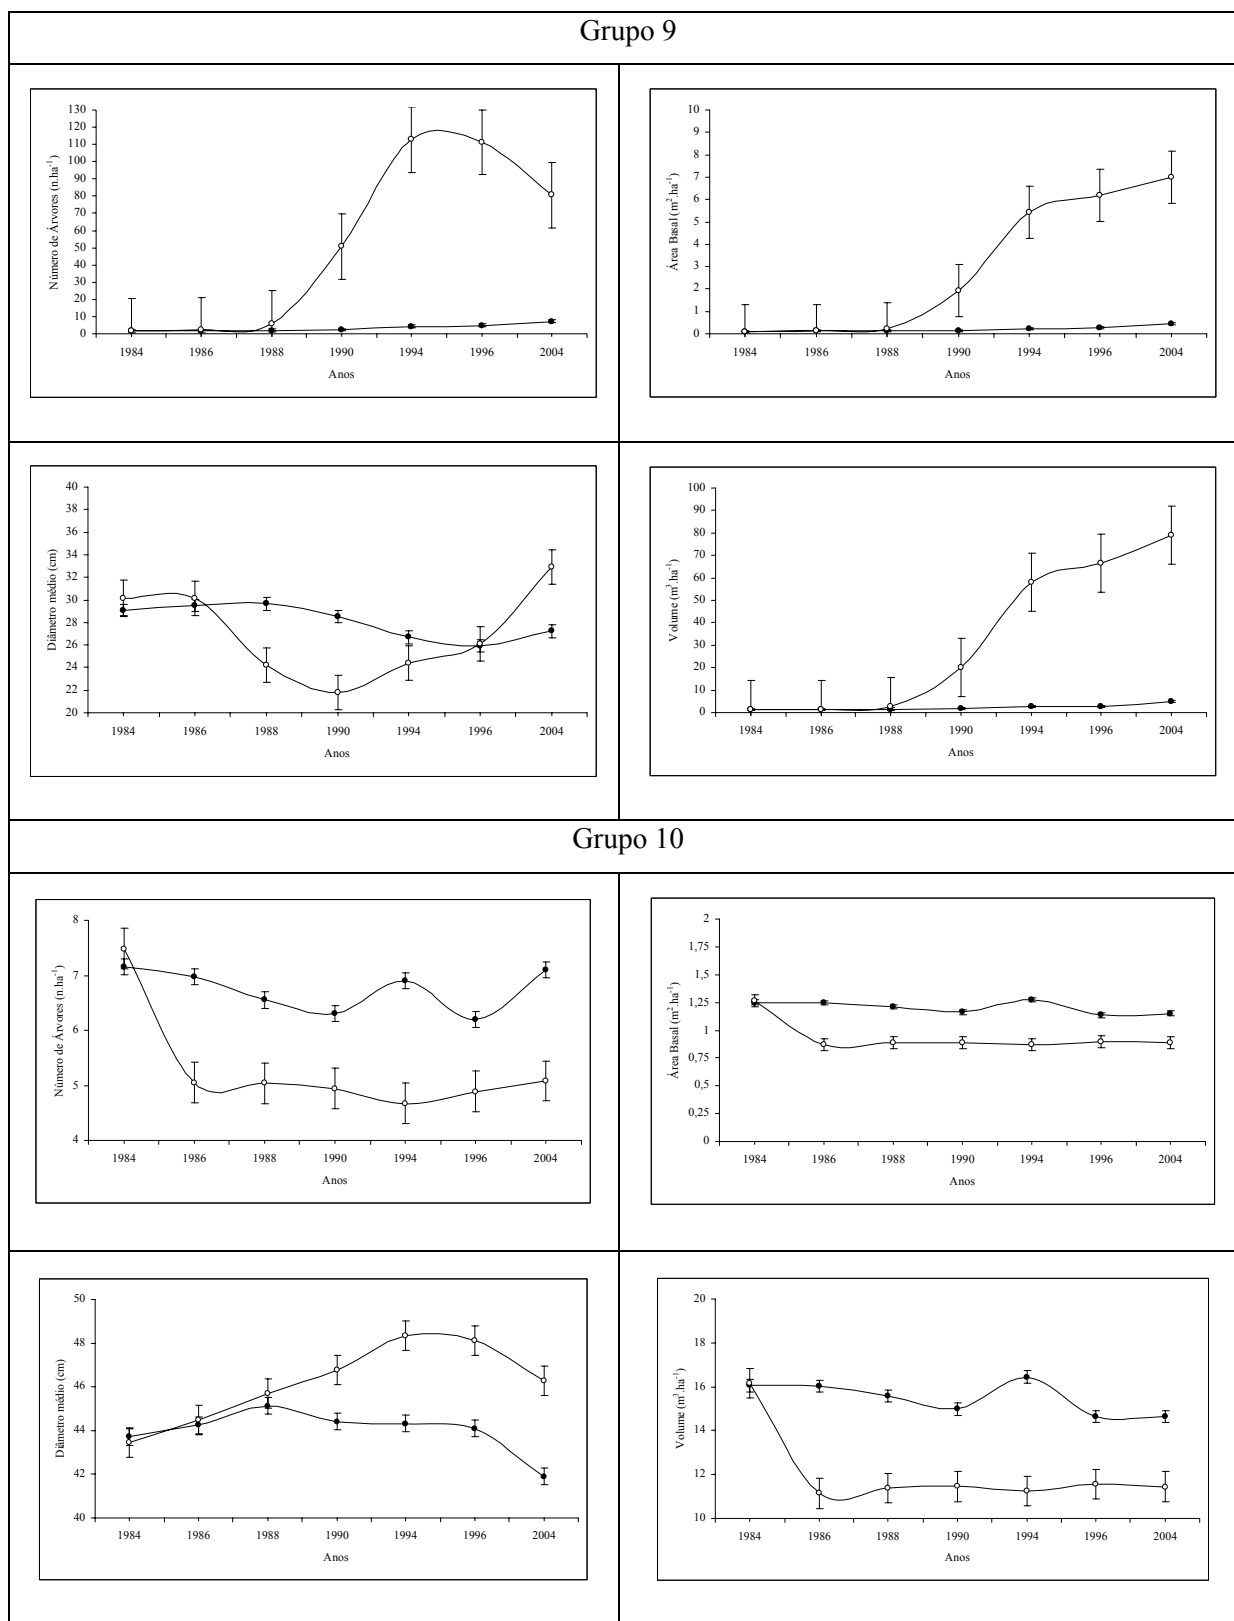 Grupo 9
Número de Árvores (n.ha⁻¹)
130
120
110
100
90
80
70
60
50
40
30
20
10
0
1984 1986 1988 1990 1994 1996 2004
Anos
Área Basal (m².ha⁻¹)
10
9
8
7
6
5
4
3
2
1
0
1984 1986 1988 1990 1994 1996 2004
Anos
Diâmetro médio (cm)
40
38
36
34
32
30
28
26
24
22
20
1984 1986 1988 1990 1994 1996 2004
Anos
Volume (m³.ha⁻¹)
100
90
80
70
60
50
40
30
20
10
0
1984 1986 1988 1990 1994 1996 2004
Anos
Grupo 10
Número de Árvores (n.ha⁻¹)
8
7
6
5
4
1984 1986 1988 1990 1994 1996 2004
Anos
Área Basal (m².ha⁻¹)
2
1,75
1,5
1,25
1
0,75
0,5
0,25
0
1984 1986 1988 1990 1994 1996 2004
Anos
Diâmetro médio (cm)
50
48
46
44
42
40
1984 1986 1988 1990 1994 1996 2004
Anos
Volume (m³.ha⁻¹)
20
18
16
14
12
10
1984 1986 1988 1990 1994 1996 2004
Anos